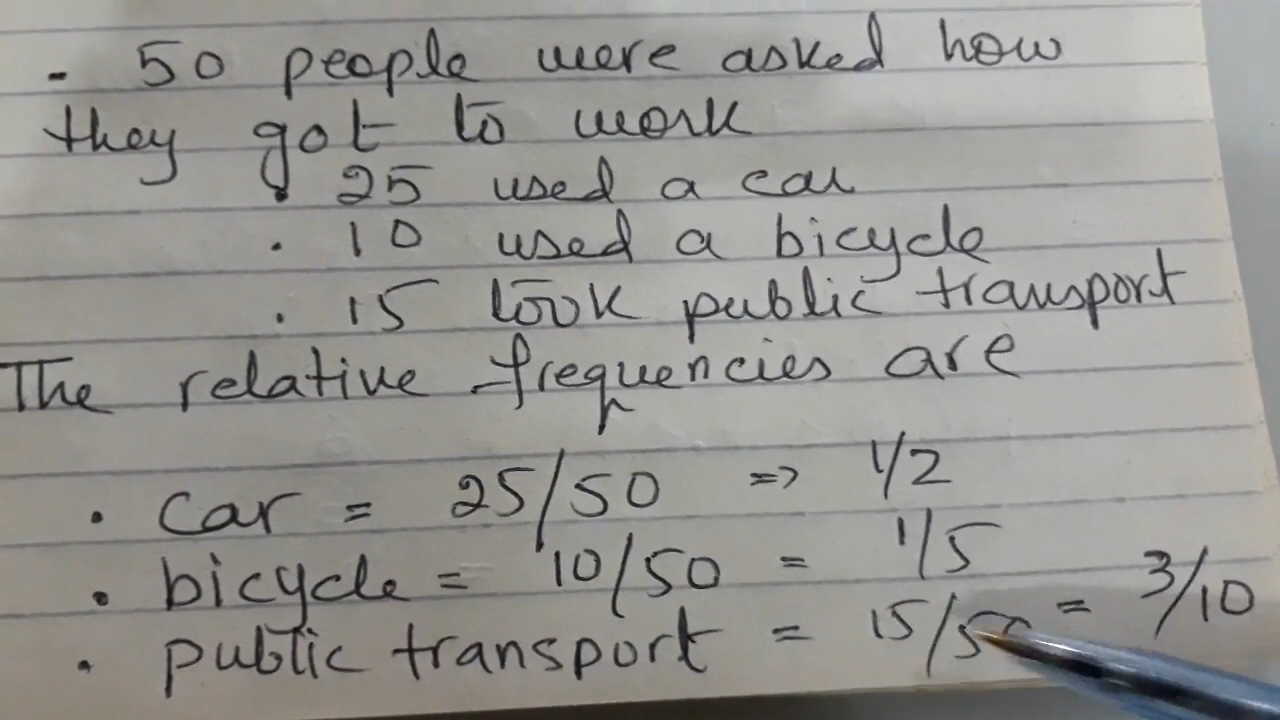 - 50 people were asked how
they got to work
. 25 used a car
. 10 used a bicycle
. 15 took public transport
The relative frequencies are
. car = 25/50 => 1/2
. bicycle = 10/50 = 1/5
. public transport = 15/50 = 3/10